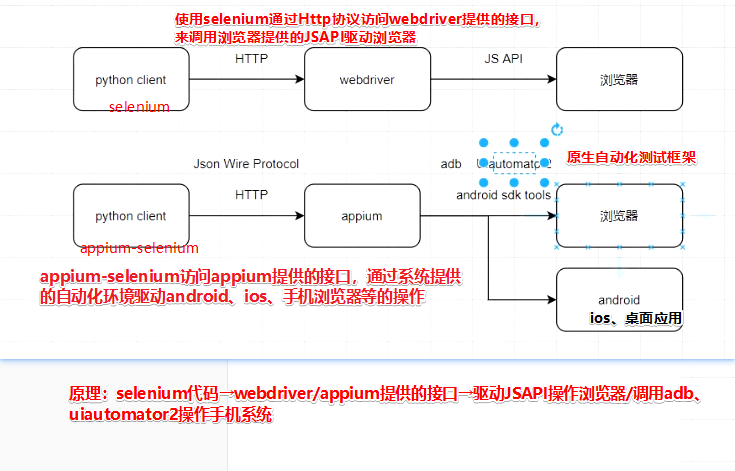 使用selenium通过Http协议访问webdriver提供的接口，
来调用浏览器提供的JSAPI驱动浏览器
HTTP
JS API
python client
webdriver
浏览器
selenium
Json Wire Protocol
adb
Uiautomator2
原生自动化测试框架
HTTP
android sdk tools
python client
appium
浏览器
appium-selenium
appium-selenium访问appium提供的接口，通过系统提供
的自动化环境驱动android、ios、手机浏览器等的操作
android
ios、桌面应用
原理：selenium代码→webdriver/appium提供的接口→驱动JSAPI操作浏览器/调用adb、
uiautomator2操作手机系统